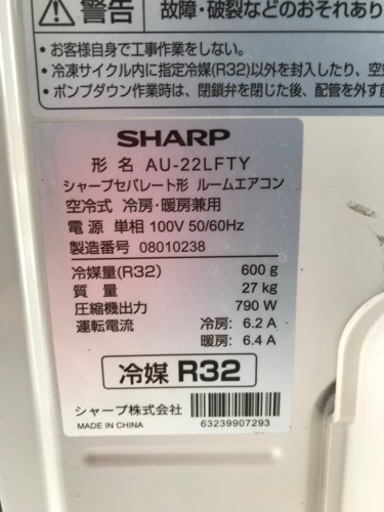 警告 故障・破裂などのおそれあり
・お客様自身で工事作業をしない。
・冷凍サイクル内に指定冷媒(R32)以外を封入したり、空
・ポンプダウン作業時は、閉鎖弁を閉じた後、配管を外す前
SHARP
形 名 AU-22LFTY
シャープセパレート形 ルームエアコン
空冷式 冷房・暖房兼用
電 源 単相 100V 50/60Hz
製造番号 08010238
冷媒量(R32) 600 g
質 量 27 kg
圧縮機出力 790 W
運転電流 冷房: 6.2 A
暖房: 6.4 A
冷媒 R32
シャープ株式会社
MADE IN CHINA
63239907293